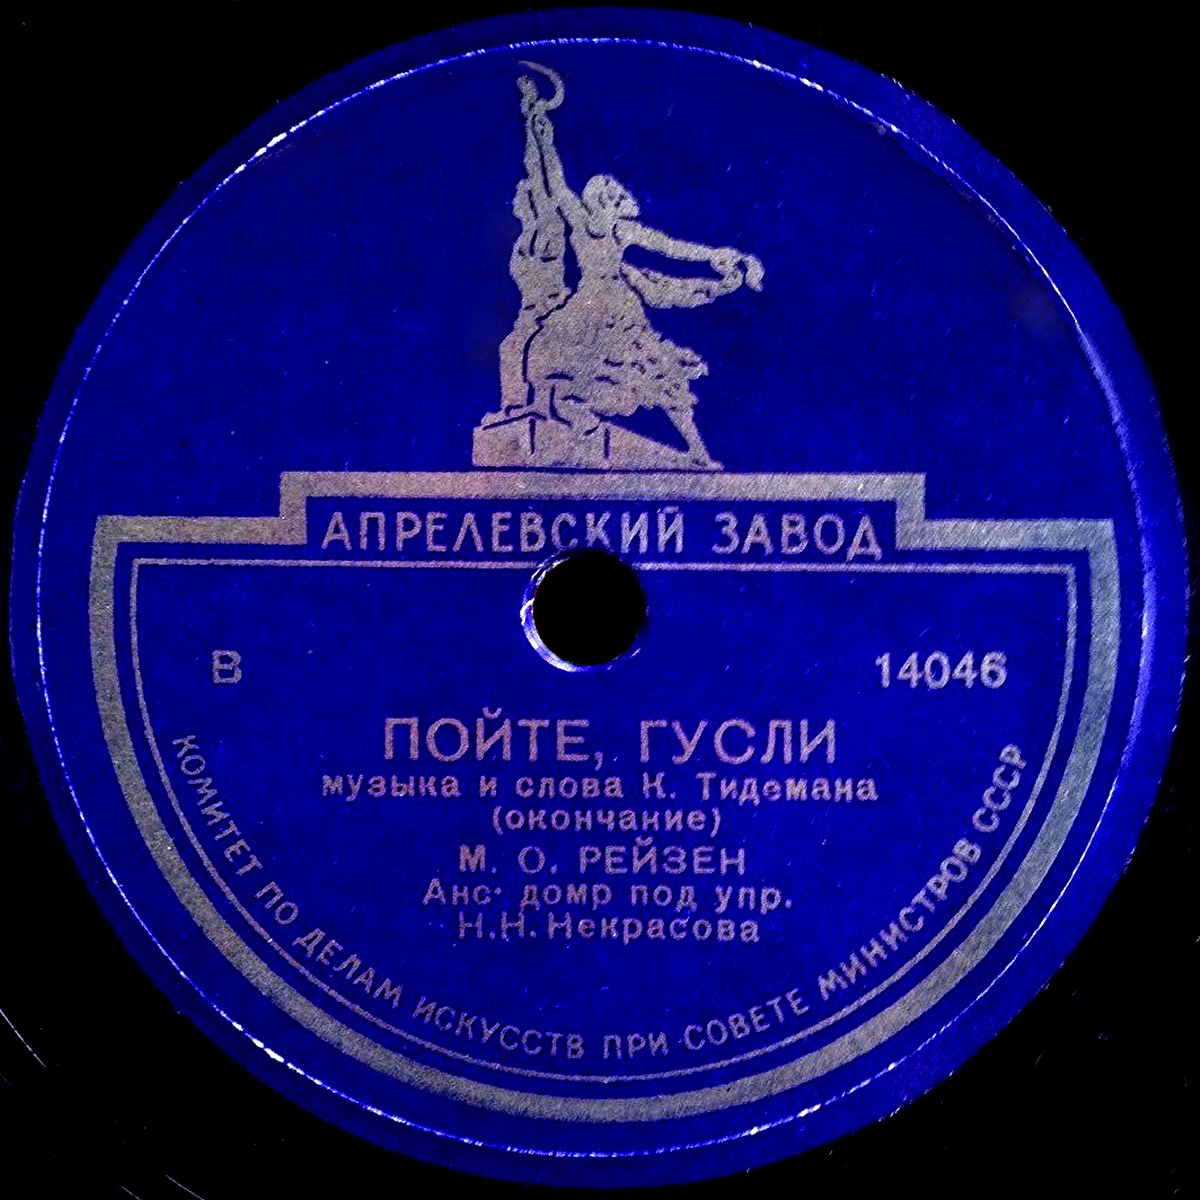 АПРЕЛЕВСКИЙ ЗАВОД
В 14046
ПОЙТЕ, ГУСЛИ
музыка и слова К. Тидемана
(окончание)
М. О. РЕЙЗЕН
Анс. домр под упр.
Н.Н. Некрасова
КОМИТЕТ ПО ДЕЛАМ ИСКУССТВ ПРИ СОВЕТЕ МИНИСТРОВ СССР